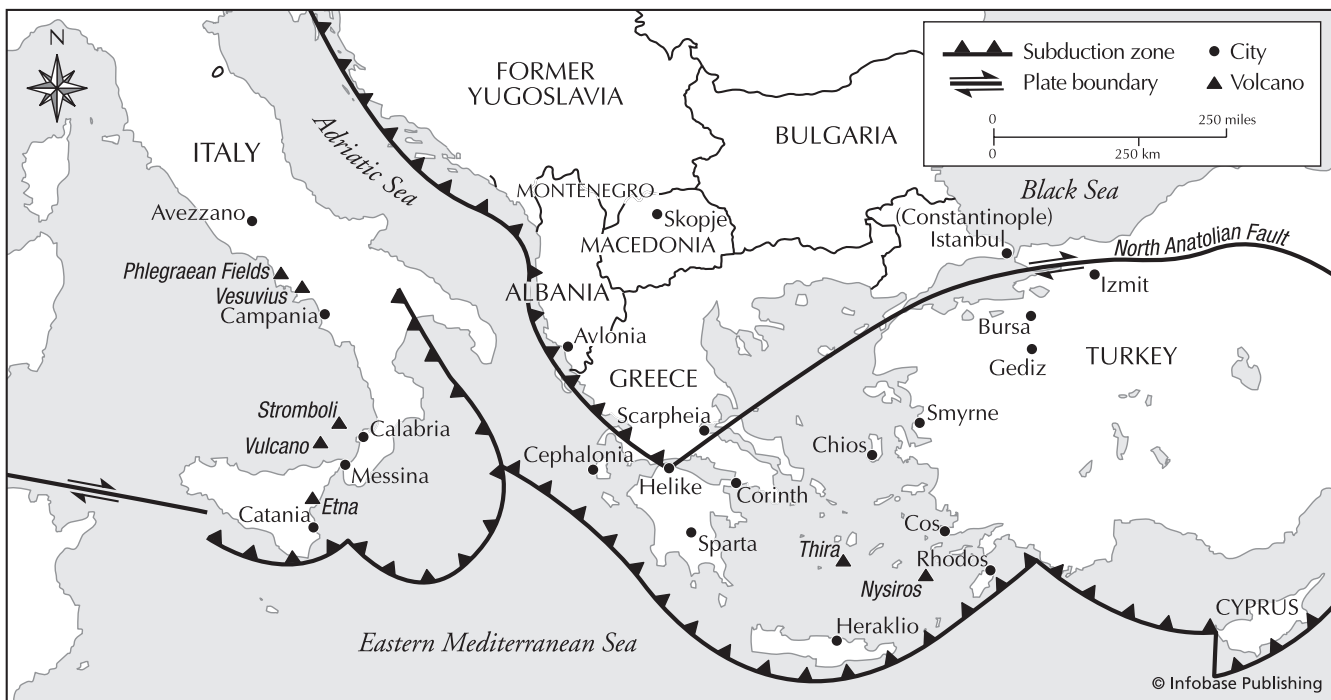 N
Subduction zone
City
Plate boundary
Volcano
0
250 miles
0
250 km
FORMER
YUGOSLAVIA
BULGARIA
ITALY
Adriatic Sea
Black Sea
MONTENEGRO
Skopje
MACEDONIA
(Constantinople)
Istanbul
North Anatolian Fault
Avezzano
Phlegraean Fields
Vesuvius
Campania
ALBANIA
Izmit
Bursa
Gediz
TURKEY
Avlonia
GREECE
Scarpheia
Smyrne
Stromboli
Calabria
Vulcano
Messina
Cephalonia
Chios
Helike
Corinth
Etna
Catania
Sparta
Cos
Thira
Rhodos
Nysiros
CYPRUS
Heraklio
Eastern Mediterranean Sea
© Infobase Publishing